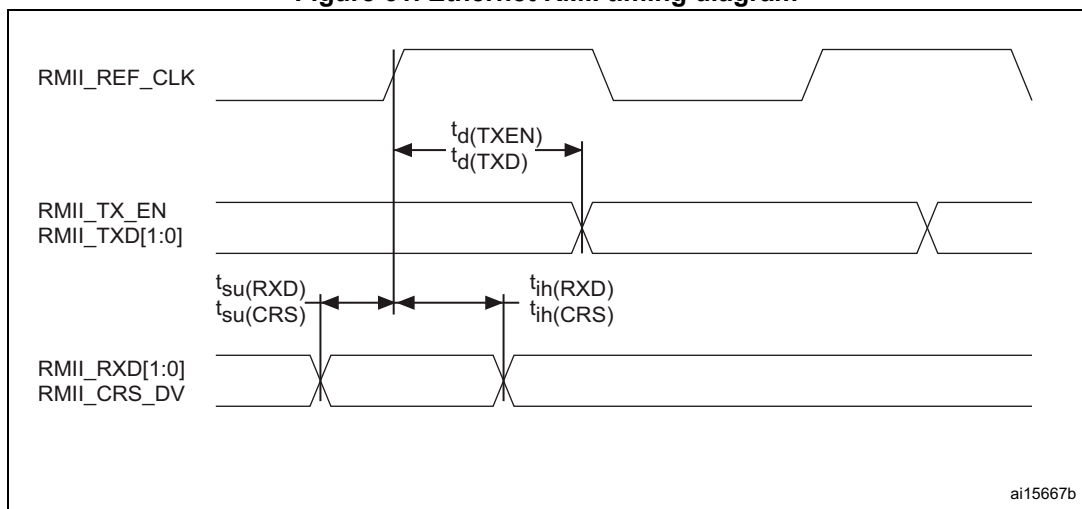 RMII_REF_CLK
td(TXEN)
td(TXD)
RMII_TX_EN
RMII_TXD[1:0]
tsu(RXD)
tsu(CRS)
tih(RXD)
tih(CRS)
RMII_RXD[1:0]
RMII_CRS_DV
ai15667b